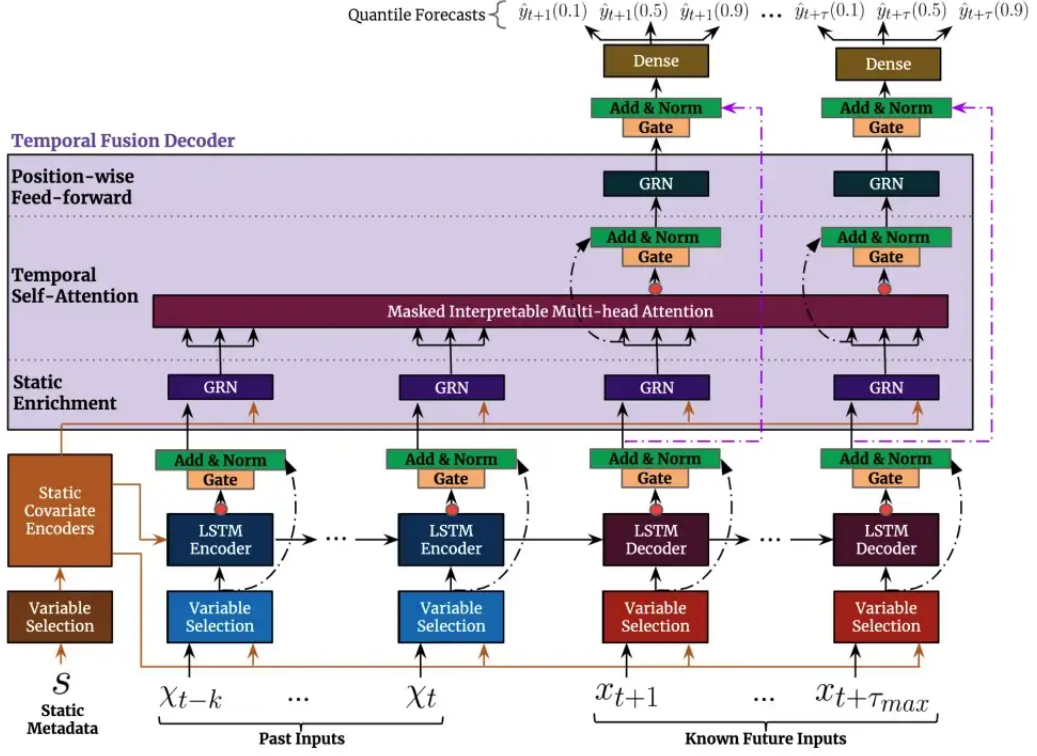 Quantile Forecasts { ŷt+1(0.1) ŷt+1(0.5) ŷt+1(0.9) ... ŷt+τ(0.1) ŷt+τ(0.5) ŷt+τ(0.9)
Dense Dense
Add & Norm Add & Norm
Gate Gate
Temporal Fusion Decoder
Position-wise
Feed-forward
GRN GRN
Add & Norm Add & Norm
Gate Gate
Temporal
Self-Attention
Masked Interpretable Multi-head Attention
Static
Enrichment
GRN GRN GRN GRN
Add & Norm Add & Norm Add & Norm Add & Norm
Gate Gate Gate Gate
Static
Covariate
Encoders
LSTM LSTM LSTM LSTM
Encoder ... Encoder Decoder ... Decoder
Variable Variable Variable Variable Variable
Selection Selection Selection Selection Selection
s χt−k ... χt xt+1 ... xt+τmax
Static
Metadata
Past Inputs Known Future Inputs